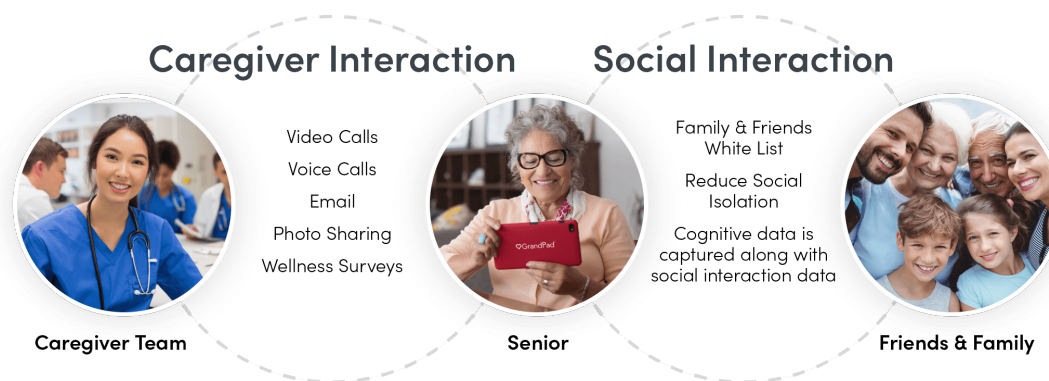 Caregiver Interaction
Social Interaction
Video Calls
Voice Calls
Email
Photo Sharing
Wellness Surveys
Family & Friends
White List
Reduce Social
Isolation
Cognitive data is
captured along with
social interaction data
GrandPad
Caregiver Team
Senior
Friends & Family